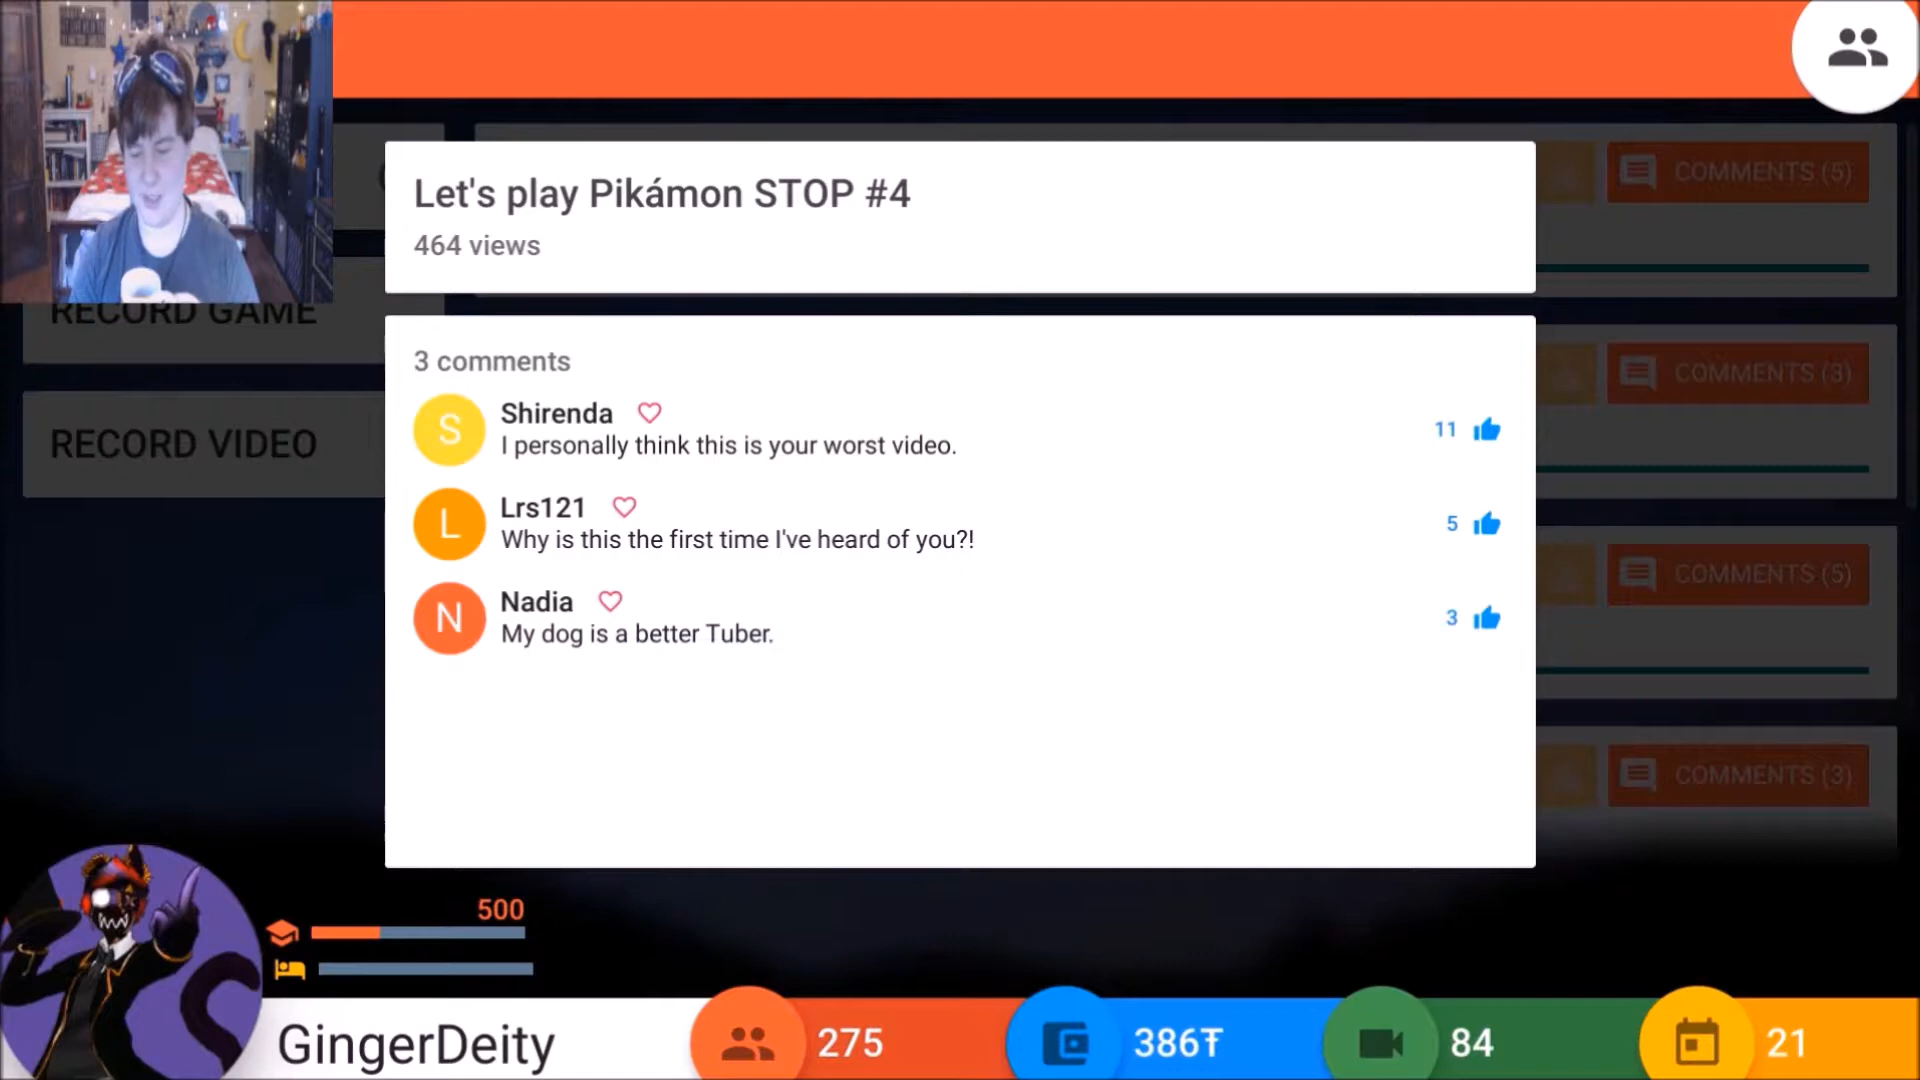 Let's play Pikámon STOP #4
464 views
COMMENTS (5)
RECORD GAME
3 comments
Shirenda
I personally think this is your worst video.
11
COMMENTS (3)
RECORD VIDEO
Lrs121
Why is this the first time I've heard of you?!
5
COMMENTS (5)
Nadia
My dog is a better Tuber.
3
COMMENTS (3)
500
GingerDeity
275
386Ŧ
84
21